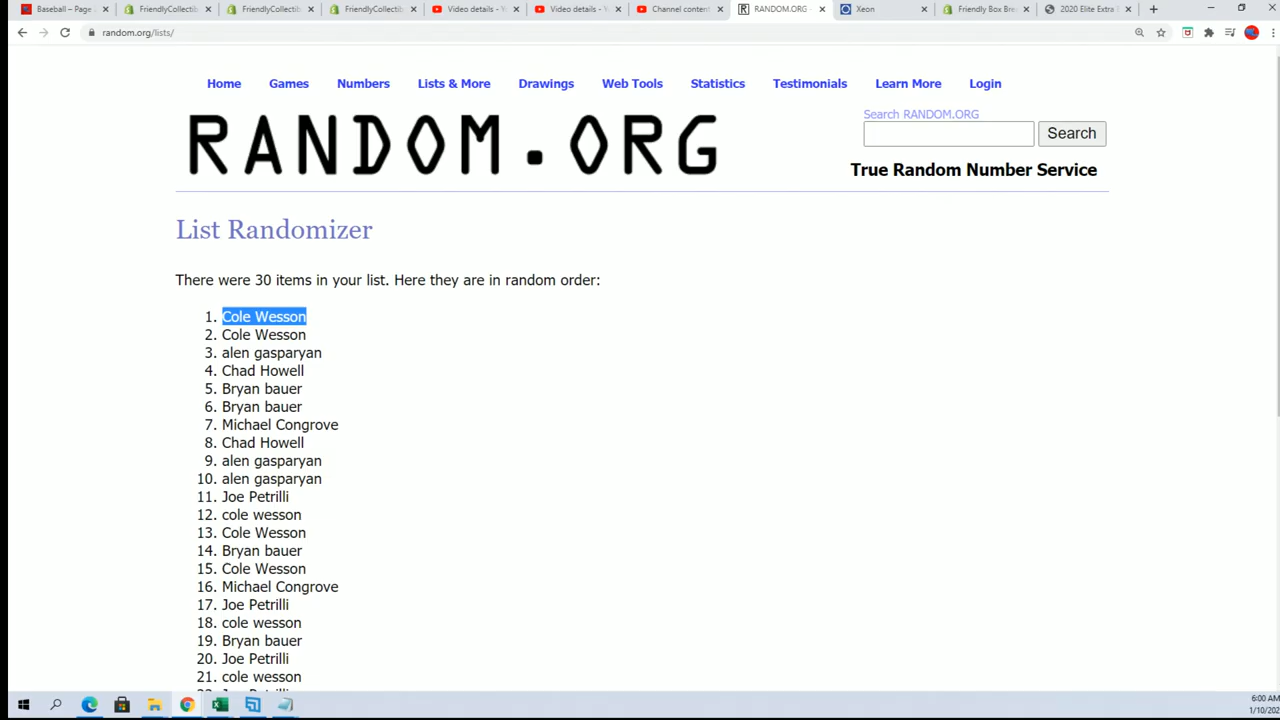 Baseball – Page
FriendlyCollectib
FriendlyCollectib
FriendlyCollectib
Video details - Y
Video details - Y
Channel content
RANDOM.ORG -
Xeon
Friendly Box Bre
2020 Elite Extra
random.org/lists/
Home Games Numbers Lists & More Drawings Web Tools Statistics Testimonials Learn More Login
RANDOM.ORG
Search RANDOM.ORG
Search
True Random Number Service
List Randomizer
There were 30 items in your list. Here they are in random order:
1. Cole Wesson
2. Cole Wesson
3. alen gasparyan
4. Chad Howell
5. Bryan bauer
6. Bryan bauer
7. Michael Congrove
8. Chad Howell
9. alen gasparyan
10. alen gasparyan
11. Joe Petrilli
12. cole wesson
13. Cole Wesson
14. Bryan bauer
15. Cole Wesson
16. Michael Congrove
17. Joe Petrilli
18. cole wesson
19. Bryan bauer
20. Joe Petrilli
21. cole wesson
22. Joe Petrilli
6:00 AM
1/10/202